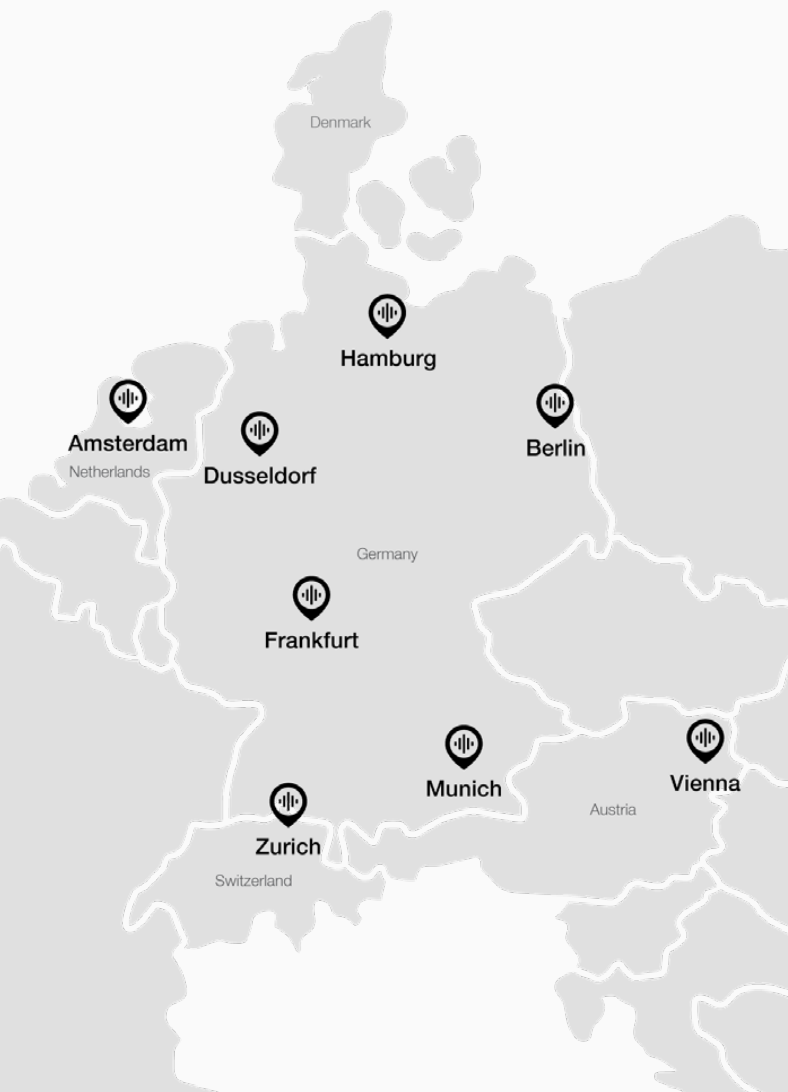 Denmark
Hamburg
Amsterdam
Berlin
Netherlands
Dusseldorf
Germany
Frankfurt
Munich
Vienna
Austria
Zurich
Switzerland